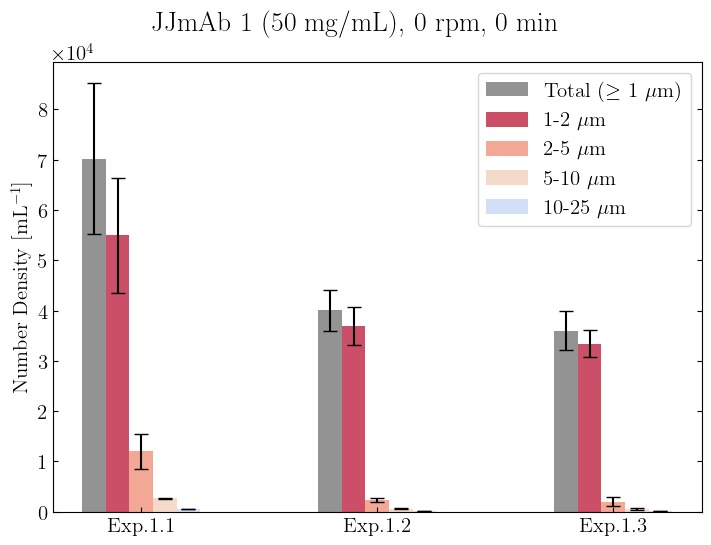 JJmAb 1 (50 mg/mL), 0 rpm, 0 min
×10⁴
Number Density [mL⁻¹]
8
7
6
5
4
3
2
1
0
Total (≥ 1 μm)
1-2 μm
2-5 μm
5-10 μm
10-25 μm
Exp.1.1 Exp.1.2 Exp.1.3